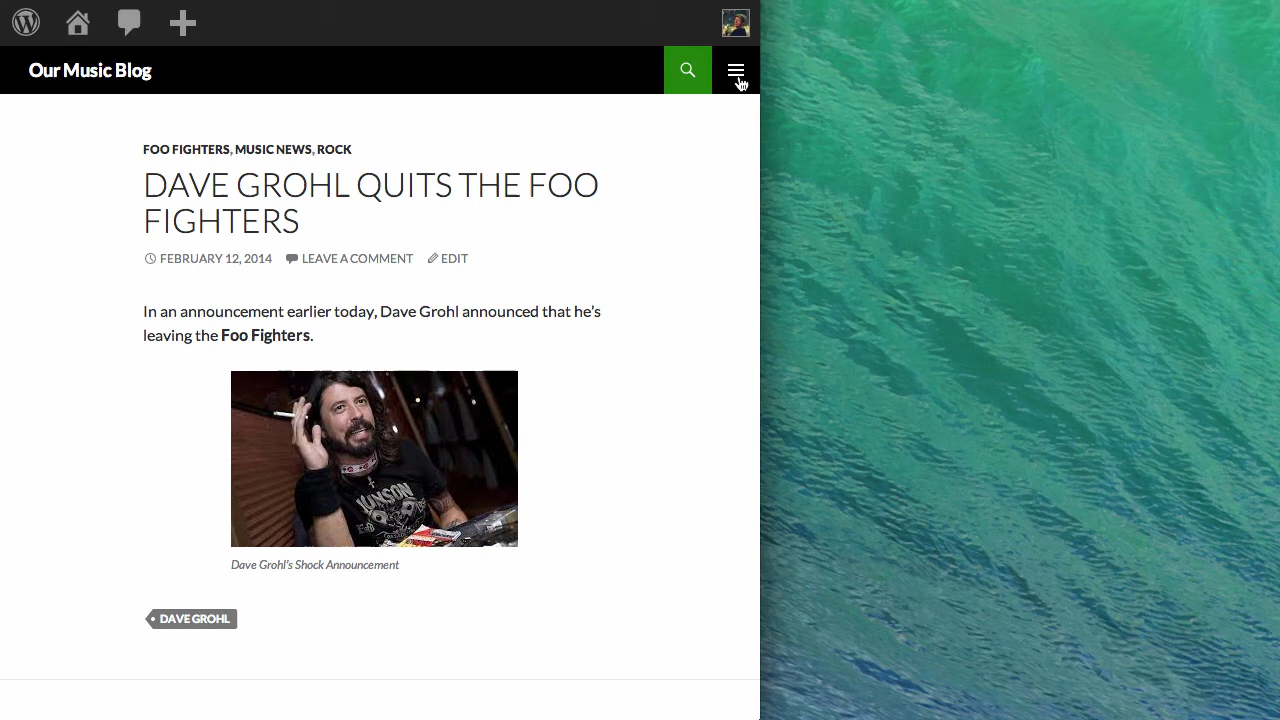 Our Music Blog
FOO FIGHTERS, MUSIC NEWS, ROCK
DAVE GROHL QUITS THE FOO
FIGHTERS
FEBRUARY 12, 2014 LEAVE A COMMENT EDIT
In an announcement earlier today, Dave Grohl announced that he's
leaving the Foo Fighters.
JUNSON
Dave Grohl's Shock Announcement
DAVE GROHL